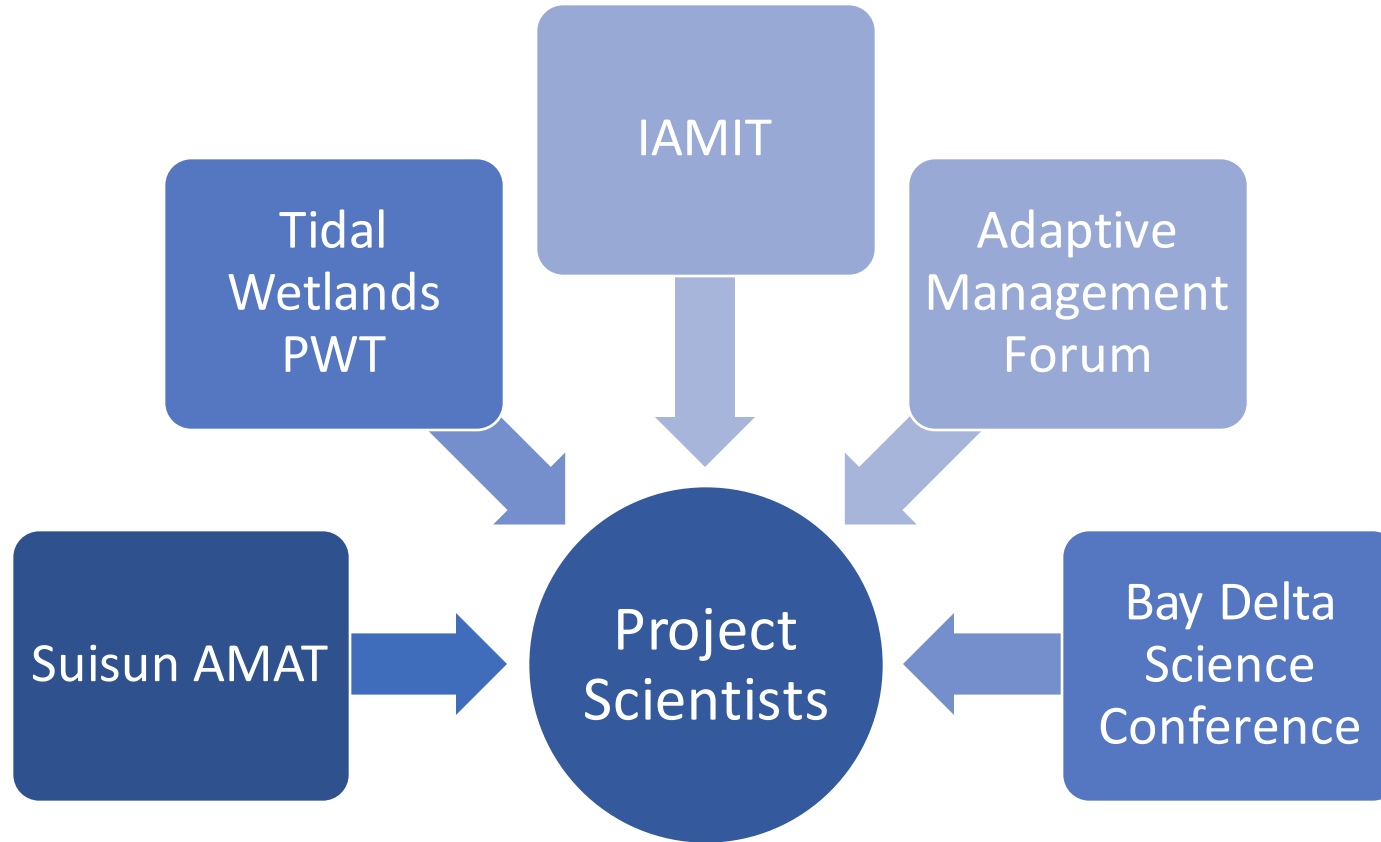 IAMIT
Tidal
Wetlands
PWT
Adaptive
Management
Forum
Suisun AMAT
Project
Scientists
Bay Delta
Science
Conference